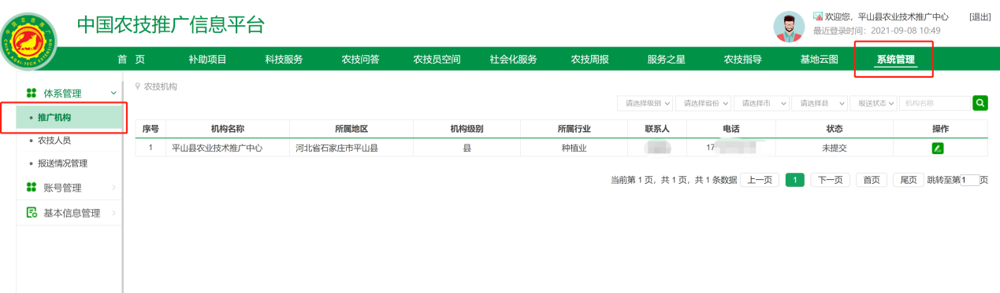 中国农技推广
CHINA AGRI-TECH EXTENSION
中国农技推广信息平台
欢迎您，平山县农业技术推广中心 [退出]
最近登录时间：2021-09-08 10:49
首 页 补助项目 科技服务 农技问答 农技员空间 社会化服务 农技周报 服务之星 农技指导 基地云图 系统管理
体系管理
推广机构
农技人员
报送情况管理
账号管理
基本信息管理
农技机构
请选择级别 请选择省份 请选择市 请选择县 报送状态 机构名称
序号 机构名称 所属地区 机构级别 所属行业 联系人 电话 状态 操作
1 平山县农业技术推广中心 河北省石家庄市平山县 县 种植业 17 未提交
当前第 1 页，共 1 页，共 1 条数据 上一页 1 下一页 首页 尾页 跳转至第1 页